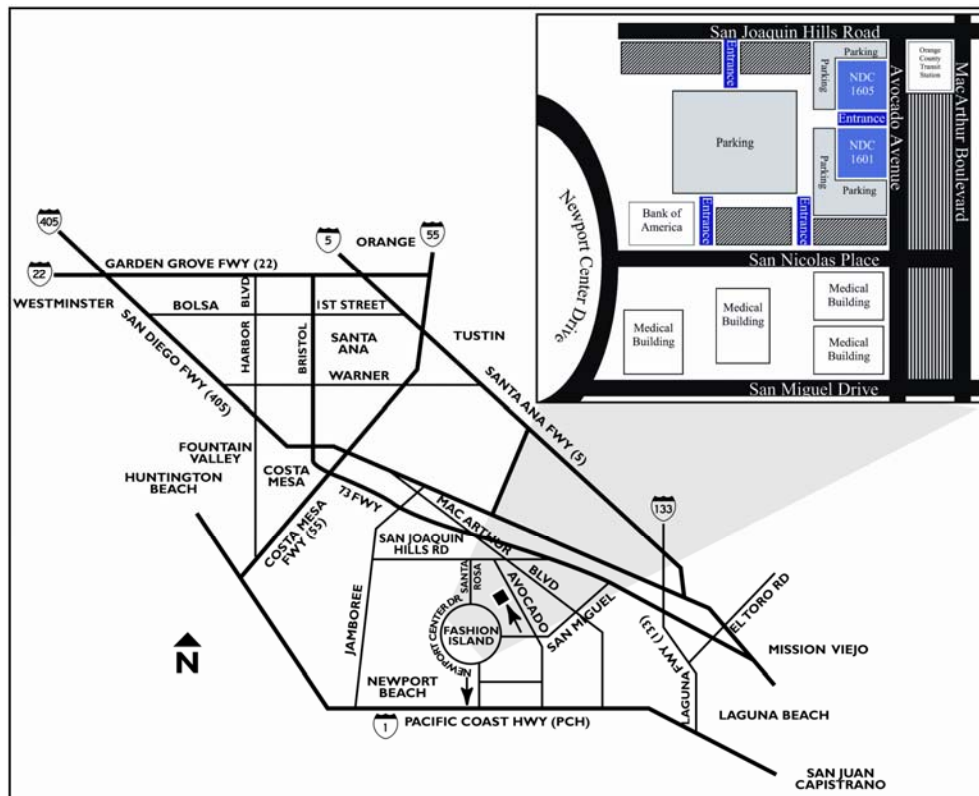 San Joaquin Hills Road
Entrance
Parking
Parking
NDC
1605
Orange
County
Transit
Station
Avocado Avenue
MacArthur Boulevard
Entrance
Parking
NDC
1601
Parking
Parking
Newport Center Drive
Bank of
America
Entrance
Entrance
San Nicolas Place
Medical
Building
Medical
Building
Medical
Building
Medical
Building
San Miguel Drive
405
5
55
ORANGE
22
GARDEN GROVE FWY (22)
WESTMINSTER
BOLSA
HARBOR BLVD
BRISTOL
1ST STREET
SANTA
ANA
TUSTIN
SAN DIEGO FWY (405)
WARNER
SANTA ANA FWY (5)
FOUNTAIN
VALLEY
HUNTINGTON
BEACH
COSTA
MESA
73 FWY
MAC ARTHUR BLVD
133
COSTA MESA
FWY (55)
SAN JOAQUIN
HILLS RD
SANTA
ROSA
AVOCADO
SAN MIGUEL
EL TORO RD
JAMBOREE
NEWPORT CENTER DR
FASHION
ISLAND
NEWPORT
LAGUNA FWY (133)
MISSION VIEJO
N
NEWPORT
BEACH
1
PACIFIC COAST HWY (PCH)
LAGUNA BEACH
SAN JUAN
CAPISTRANO